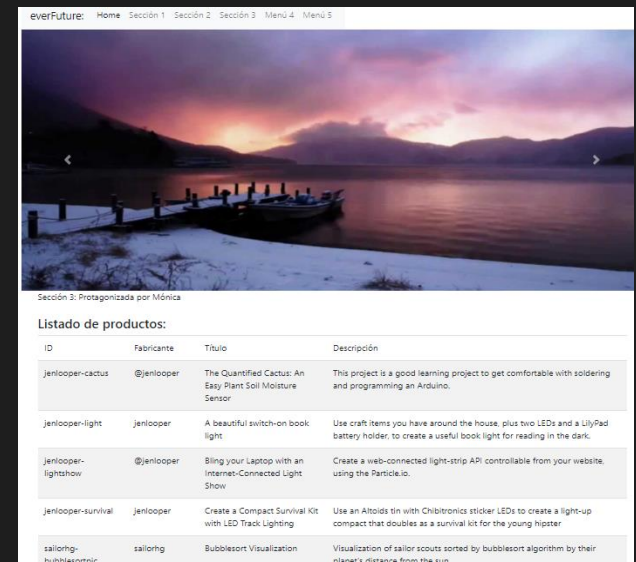 everFuture: Home Sección 1 Sección 2 Sección 3 Menú 4 Menú 5
Sección 3: Protagonizada por Mónica
Listado de productos:
ID Fabricante Título Descripción
jenlooper-cactus @jenlooper The Quantified Cactus: An This project is a good learning project to get comfortable with soldering
Easy Plant Soil Moisture and programming an Arduino.
Sensor
jenlooper-light jenlooper A beautiful switch-on book Use craft items you have around the house, plus two LEDs and a LilyPad
light battery holder, to create a useful book light for reading in the dark.
jenlooper- @jenlooper Bling your Laptop with an Create a web-connected light-strip API controllable from your website,
lightshow Internet-Connected Light using the Particle.io.
Show
jenlooper-survival jenlooper Create a Compact Survival Kit Use an Altoids tin with Chibitronics sticker LEDs to create a light-up
with LED Track Lighting compact that doubles as a survival kit for the young hipster
sailorhg- sailorhg Bubblesort Visualization Visualization of sailor scouts sorted by bubblesort algorithm by their
bubblesortpic planet's distance from the sun